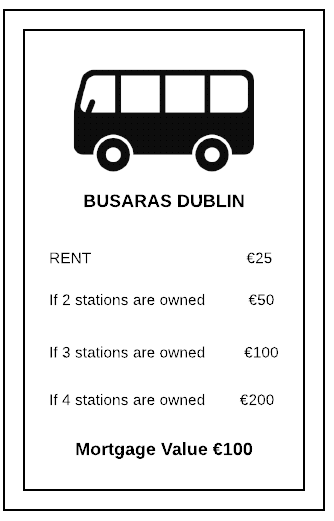 BUSARAS DUBLIN
RENT €25
If 2 stations are owned €50
If 3 stations are owned €100
If 4 stations are owned €200
Mortgage Value €100